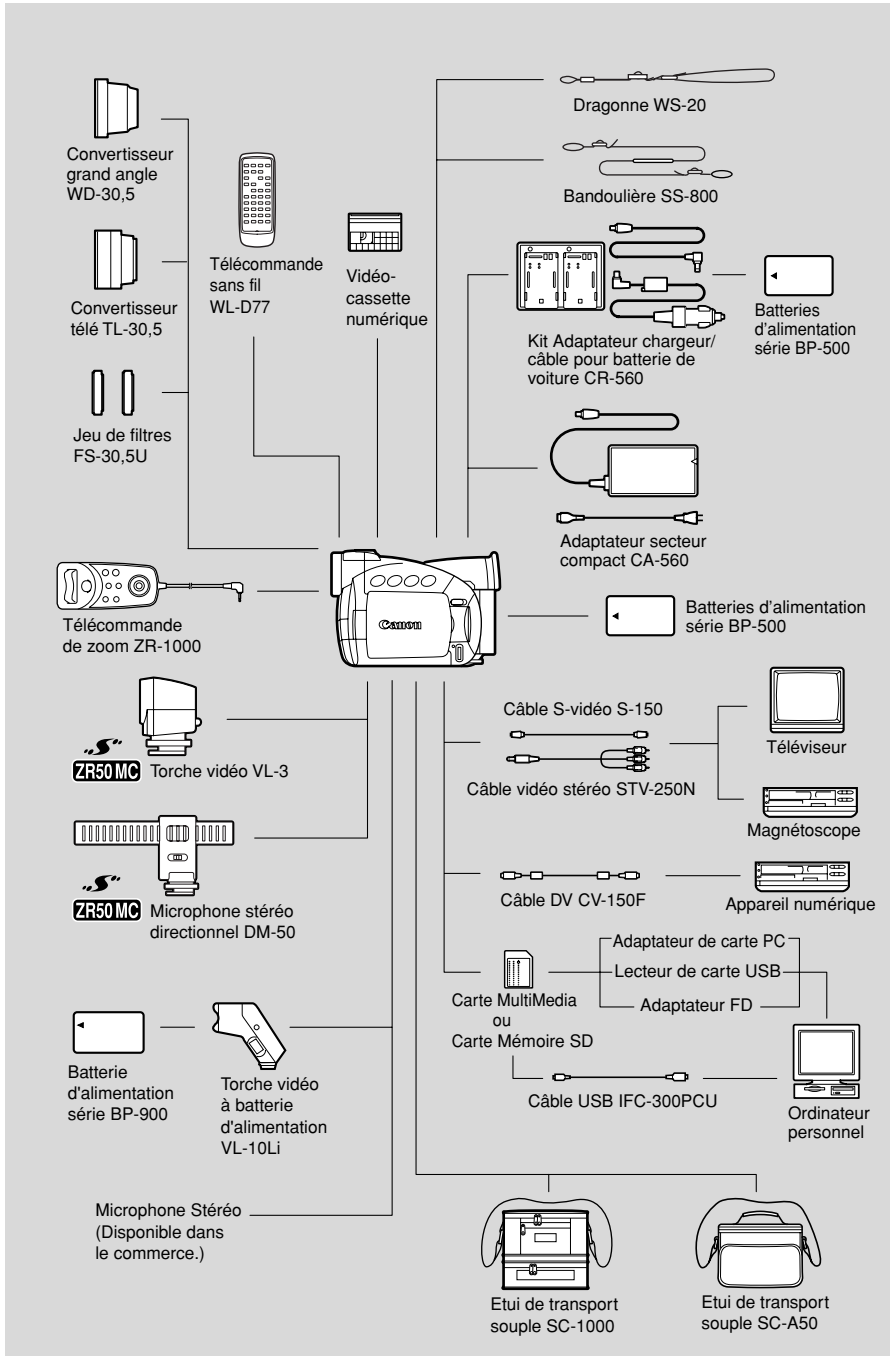 Dragonne WS-20
Bandoulière SS-800
Convertisseur
grand angle
WD-30,5
Télécommande
sans fil
WL-D77
Vidéo-
cassette
numérique
Convertisseur
télé TL-30,5
Kit Adaptateur chargeur/
câble pour batterie de
voiture CR-560
Batteries
d'alimentation
série BP-500
Jeu de filtres
FS-30,5U
Adaptateur secteur
compact CA-560
Télécommande
de zoom ZR-1000
Canon
Batteries d'alimentation
série BP-500
Câble S-vidéo S-150
Câble vidéo stéréo STV-250N
Téléviseur
Magnétoscope
S
ZR50 MC Torche vidéo VL-3
S
ZR50 MC Microphone stéréo
directionnel DM-50
Câble DV CV-150F
Appareil numérique
Adaptateur de carte PC
Lecteur de carte USB
Adaptateur FD
Carte MultiMedia
ou
Carte Mémoire SD
Câble USB IFC-300PCU
Ordinateur
personnel
Batterie
d'alimentation
série BP-900
Torche vidéo
à batterie
d'alimentation
VL-10Li
Microphone Stéréo
(Disponible dans
le commerce.)
Etui de transport
souple SC-1000
Etui de transport
souple SC-A50